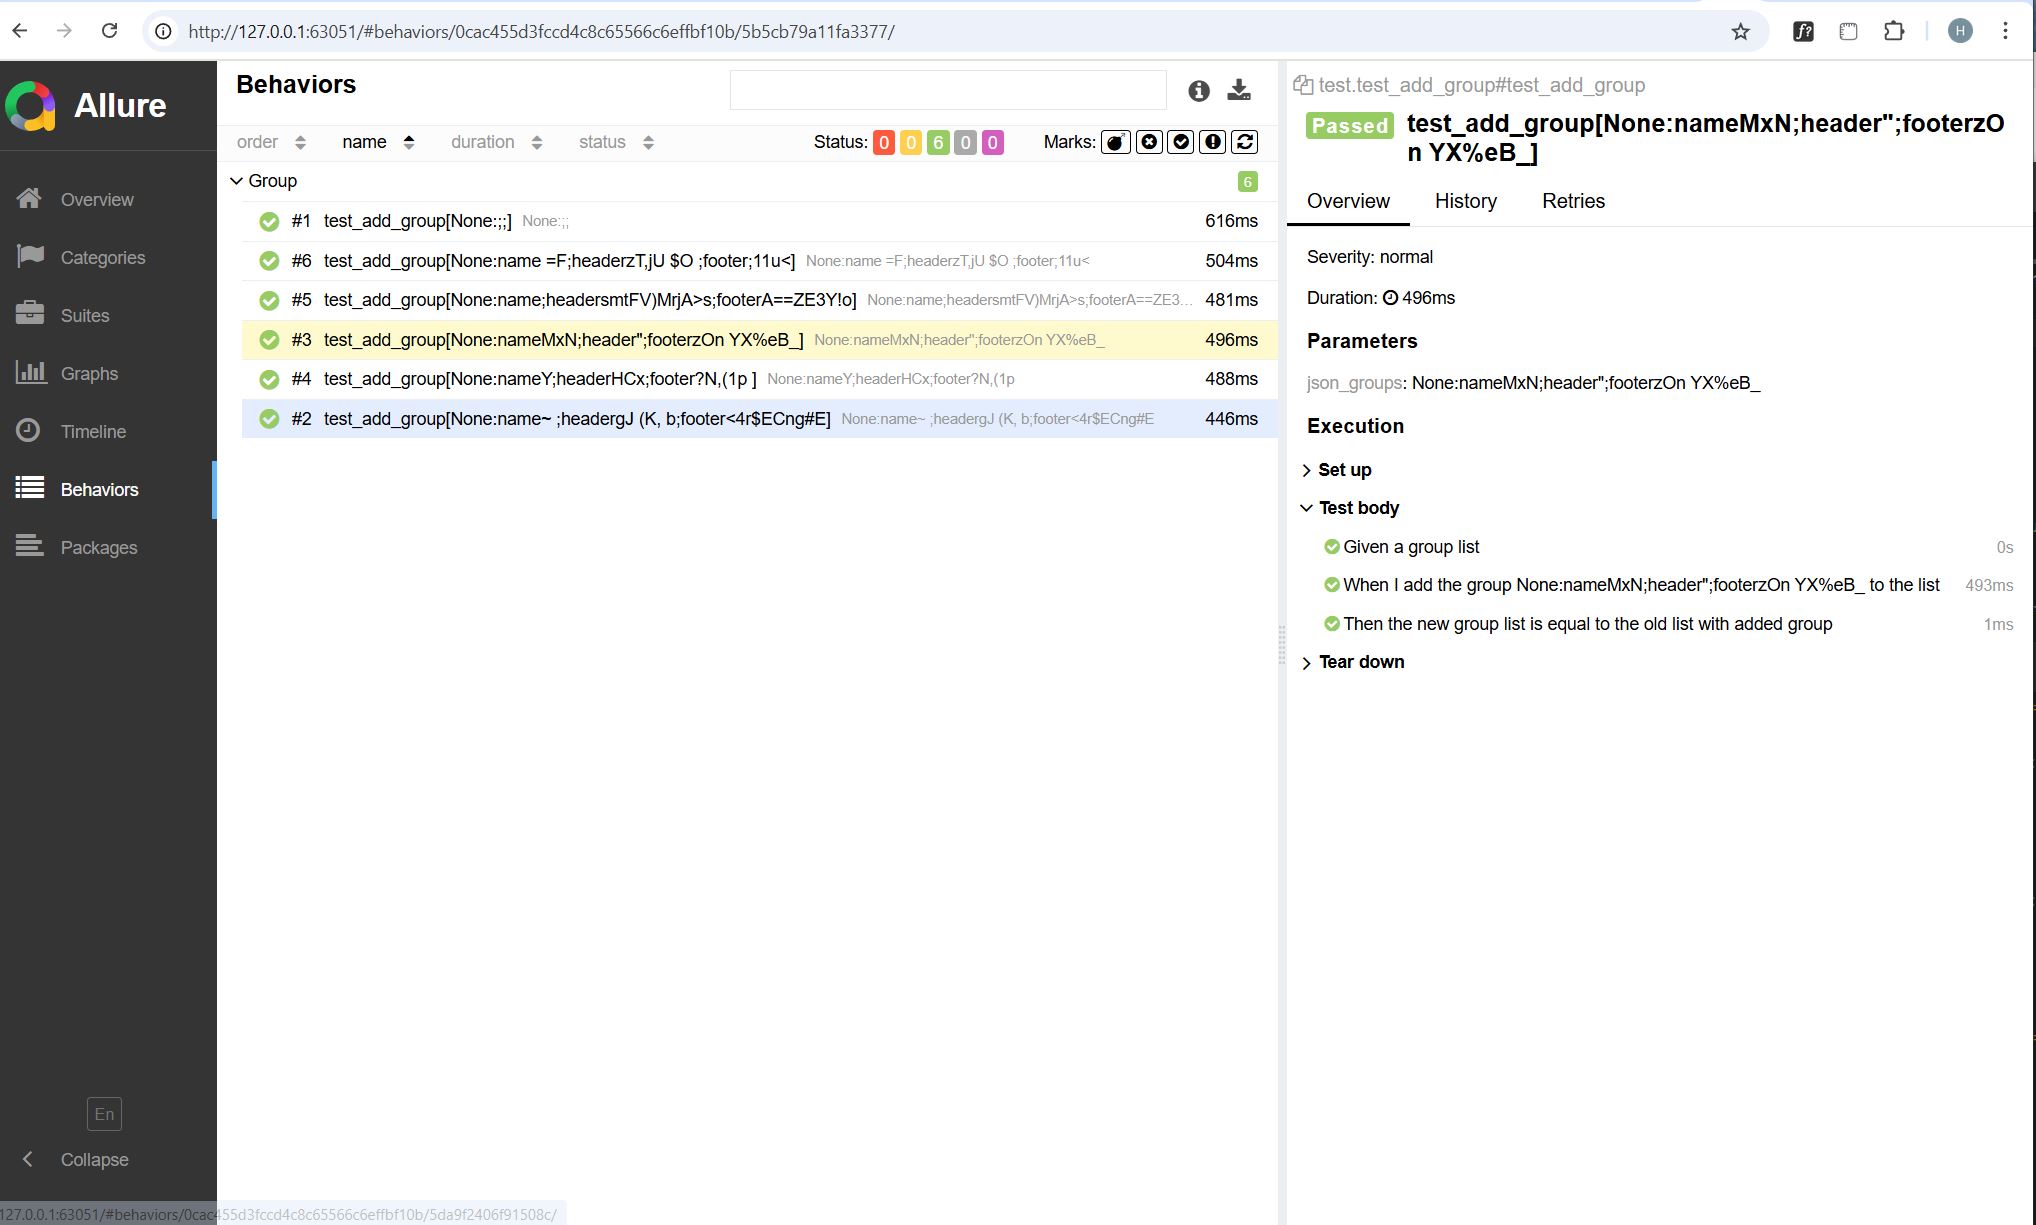 http://127.0.0.1:63051/#behaviors/0cac455d3fccd4c8c65566c6effbf10b/5b5cb79a11fa3377/
H
Allure
Overview
Categories
Suites
Graphs
Timeline
Behaviors
Packages
En
Collapse
Behaviors
order name duration status Status: 0 0 6 0 0 Marks:
Group 6
#1 test_add_group[None:;;] None:;; 616ms
#6 test_add_group[None:name =F;headerzT,jU $O ;footer;11u<] None:name =F;headerzT,jU $O ;footer;11u< 504ms
#5 test_add_group[None:name;headersmtFV)MrjA>s;footerA==ZE3Y!o] None:name;headersmtFV)MrjA>s;footerA==ZE3... 481ms
#3 test_add_group[None:nameMxN;header";footerzOn YX%eB_] None:nameMxN;header";footerzOn YX%eB_ 496ms
#4 test_add_group[None:nameY;headerHCx;footer?N,(1p ] None:nameY;headerHCx;footer?N,(1p 488ms
#2 test_add_group[None:name~ ;headergJ (K, b;footer<4r$ECng#E] None:name~ ;headergJ (K, b;footer<4r$ECng#E 446ms
test.test_add_group#test_add_group
Passed test_add_group[None:nameMxN;header";footerzO
n YX%eB_]
Overview History Retries
Severity: normal
Duration: 496ms
Parameters
json_groups: None:nameMxN;header";footerzOn YX%eB_
Execution
Set up
Test body
Given a group list 0s
When I add the group None:nameMxN;header";footerzOn YX%eB_ to the list 493ms
Then the new group list is equal to the old list with added group 1ms
Tear down
127.0.0.1:63051/#behaviors/0cac455d3fccd4c8c65566c6effbf10b/5da9f2406f91508c/